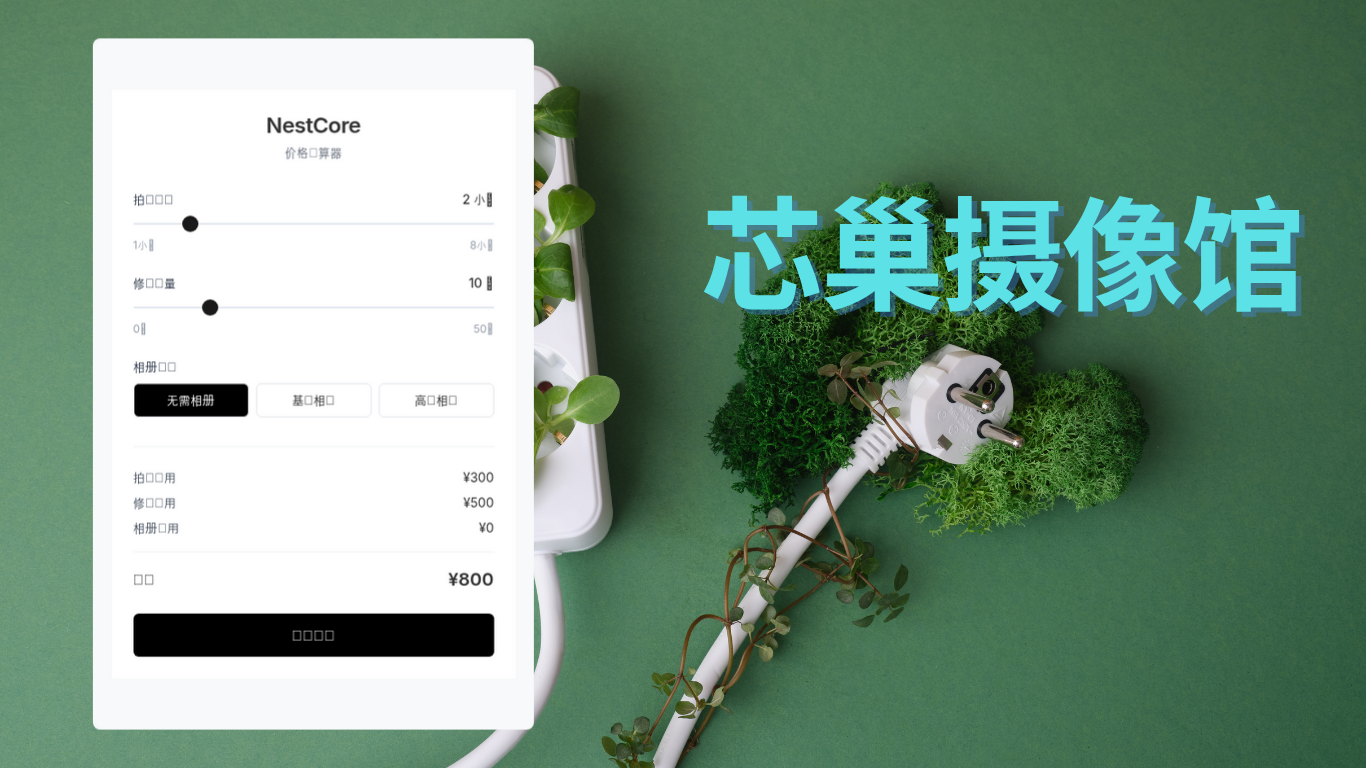 NestCore
价格□算器
拍□□□ 2 小□
1小□ 8小□
修□□量 10 □
0□ 50□
相册□□
无需相册 基□相□ 高□相□
拍□□用 ¥300
修□□用 ¥500
相册□用 ¥0
□□ ¥800
□□□□
芯巢摄像馆